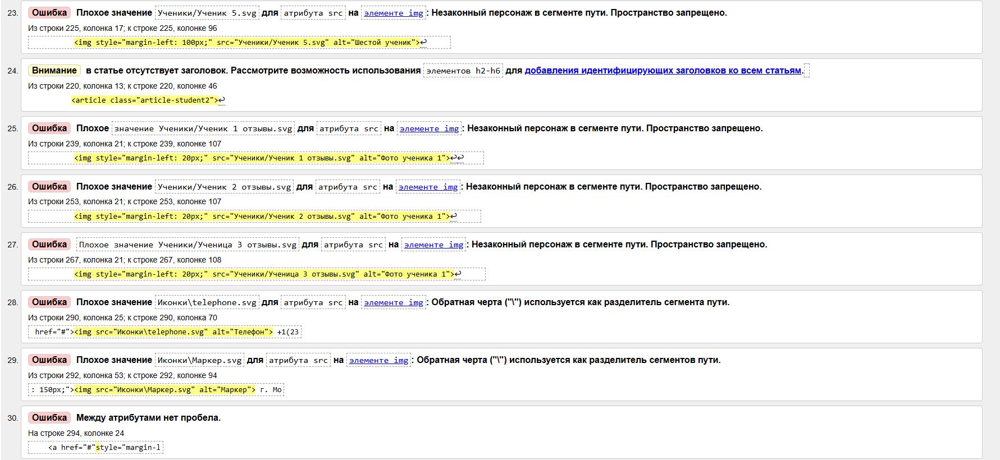 23. Ошибка Плохое значение Ученики/Ученик 5.svg для атрибута src на элементе img: Незаконный персонаж в сегменте пути. Пространство запрещено.
Из строки 225, колонка 17; к строке 225, колонке 96
<img style="margin-left: 100px;" src="Ученики/Ученик 5.svg" alt="Шестой ученик">↩
24. Внимание в статье отсутствует заголовок. Рассмотрите возможность использования элементов h2-h6 для добавления идентифицирующих заголовков ко всем статьям.
Из строки 220, колонка 13; к строке 220, колонке 46
<article class="article-student2">↩
25. Ошибка Плохое значение Ученики/Ученик 1 отзывы.svg для атрибута src на элементе img: Незаконный персонаж в сегменте пути. Пространство запрещено.
Из строки 239, колонка 21; к строке 239, колонке 107
<img style="margin-left: 20px;" src="Ученики/Ученик 1 отзывы.svg" alt="Фото ученика 1">↩↩
26. Ошибка Плохое значение Ученики/Ученик 2 отзывы.svg для атрибута src на элементе img: Незаконный персонаж в сегменте пути. Пространство запрещено.
Из строки 253, колонка 21; к строке 253, колонке 107
<img style="margin-left: 20px;" src="Ученики/Ученик 2 отзывы.svg" alt="Фото ученика 1">↩
27. Ошибка Плохое значение Ученики/Ученица 3 отзывы.svg для атрибута src на элементе img: Незаконный персонаж в сегменте пути. Пространство запрещено.
Из строки 267, колонка 21; к строке 267, колонке 108
<img style="margin-left: 20px;" src="Ученики/Ученица 3 отзывы.svg" alt="Фото ученика 1">↩
28. Ошибка Плохое значение Иконки\telephone.svg для атрибута src на элементе img: Обратная черта ("\") используется как разделитель сегмента пути.
Из строки 290, колонка 25; к строке 290, колонке 70
href="#"><img src="Иконки\telephone.svg" alt="Телефон"> +1(23
29. Ошибка Плохое значение Иконки\Маркер.svg для атрибута src на элементе img: Обратная черта ("\") используется как разделитель сегментов пути.
Из строки 292, колонка 53; к строке 292, колонке 94
: 150px;"><img src="Иконки\Маркер.svg" alt="Маркер"> г. Мо
30. Ошибка Между атрибутами нет пробела.
На строке 294, колонке 24
<a href="#"style="margin-l